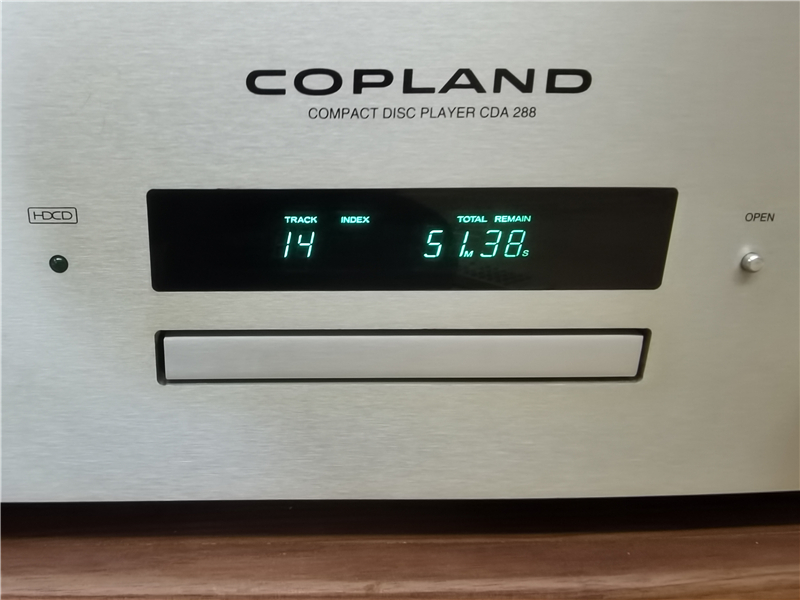 COPLAND
COMPACT DISC PLAYER CDA 288
HDCD
TRACK INDEX TOTAL REMAIN
14 51M38S
OPEN